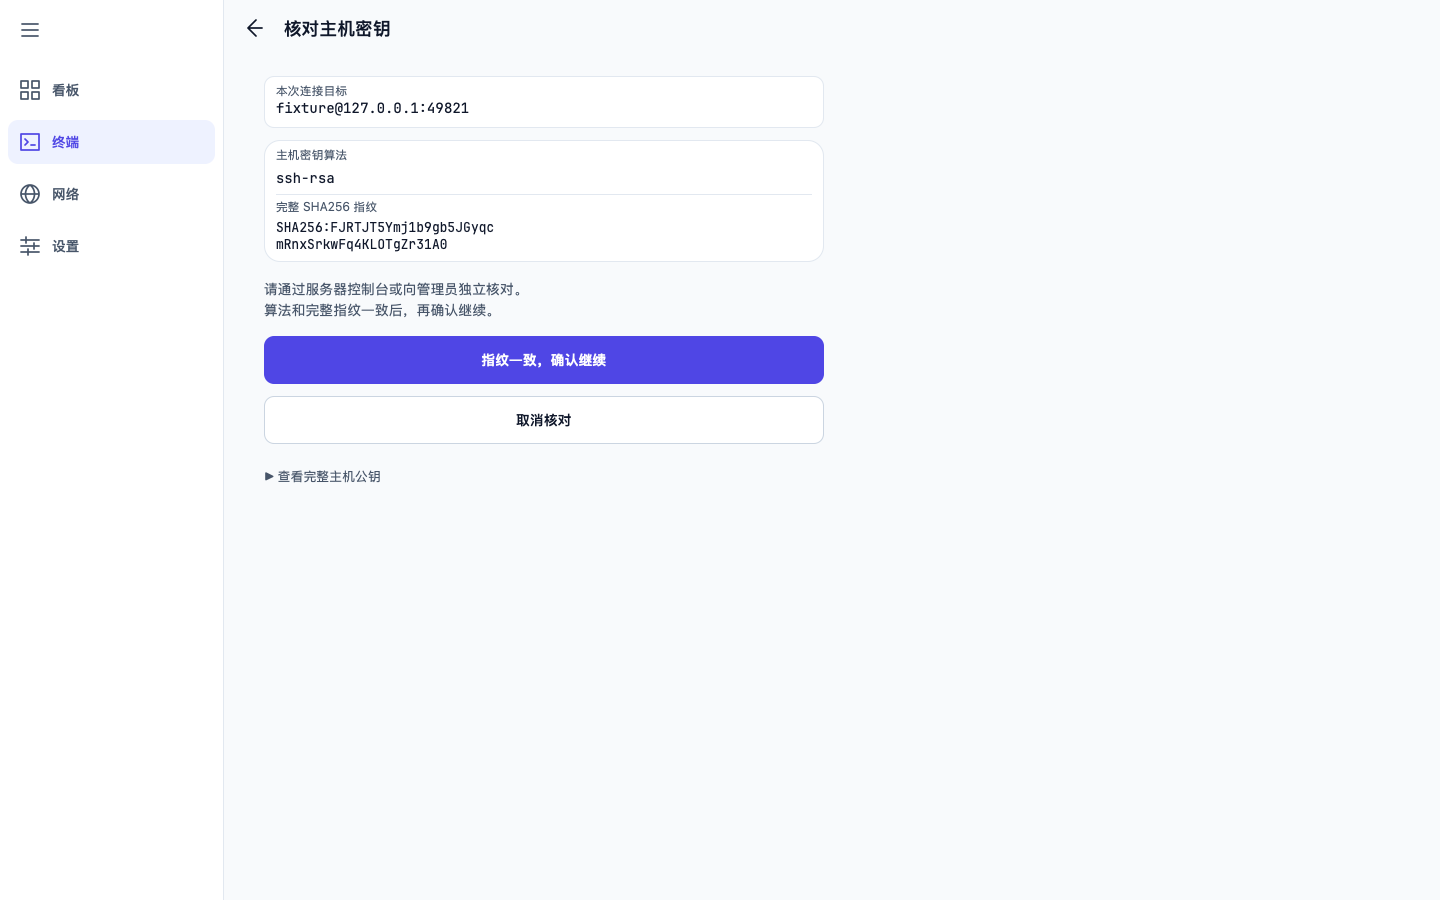 核对主机密钥
看板
终端
网络
设置
本次连接目标
fixture@127.0.0.1:49821
主机密钥算法
ssh-rsa
完整 SHA256 指纹
SHA256:FJRTJT5Ymj1b9gb5JGyqc
mRnxSrkwFq4KLOTgZr31A0
请通过服务器控制台或向管理员独立核对。
算法和完整指纹一致后，再确认继续。
指纹一致，确认继续
取消核对
▶ 查看完整主机公钥